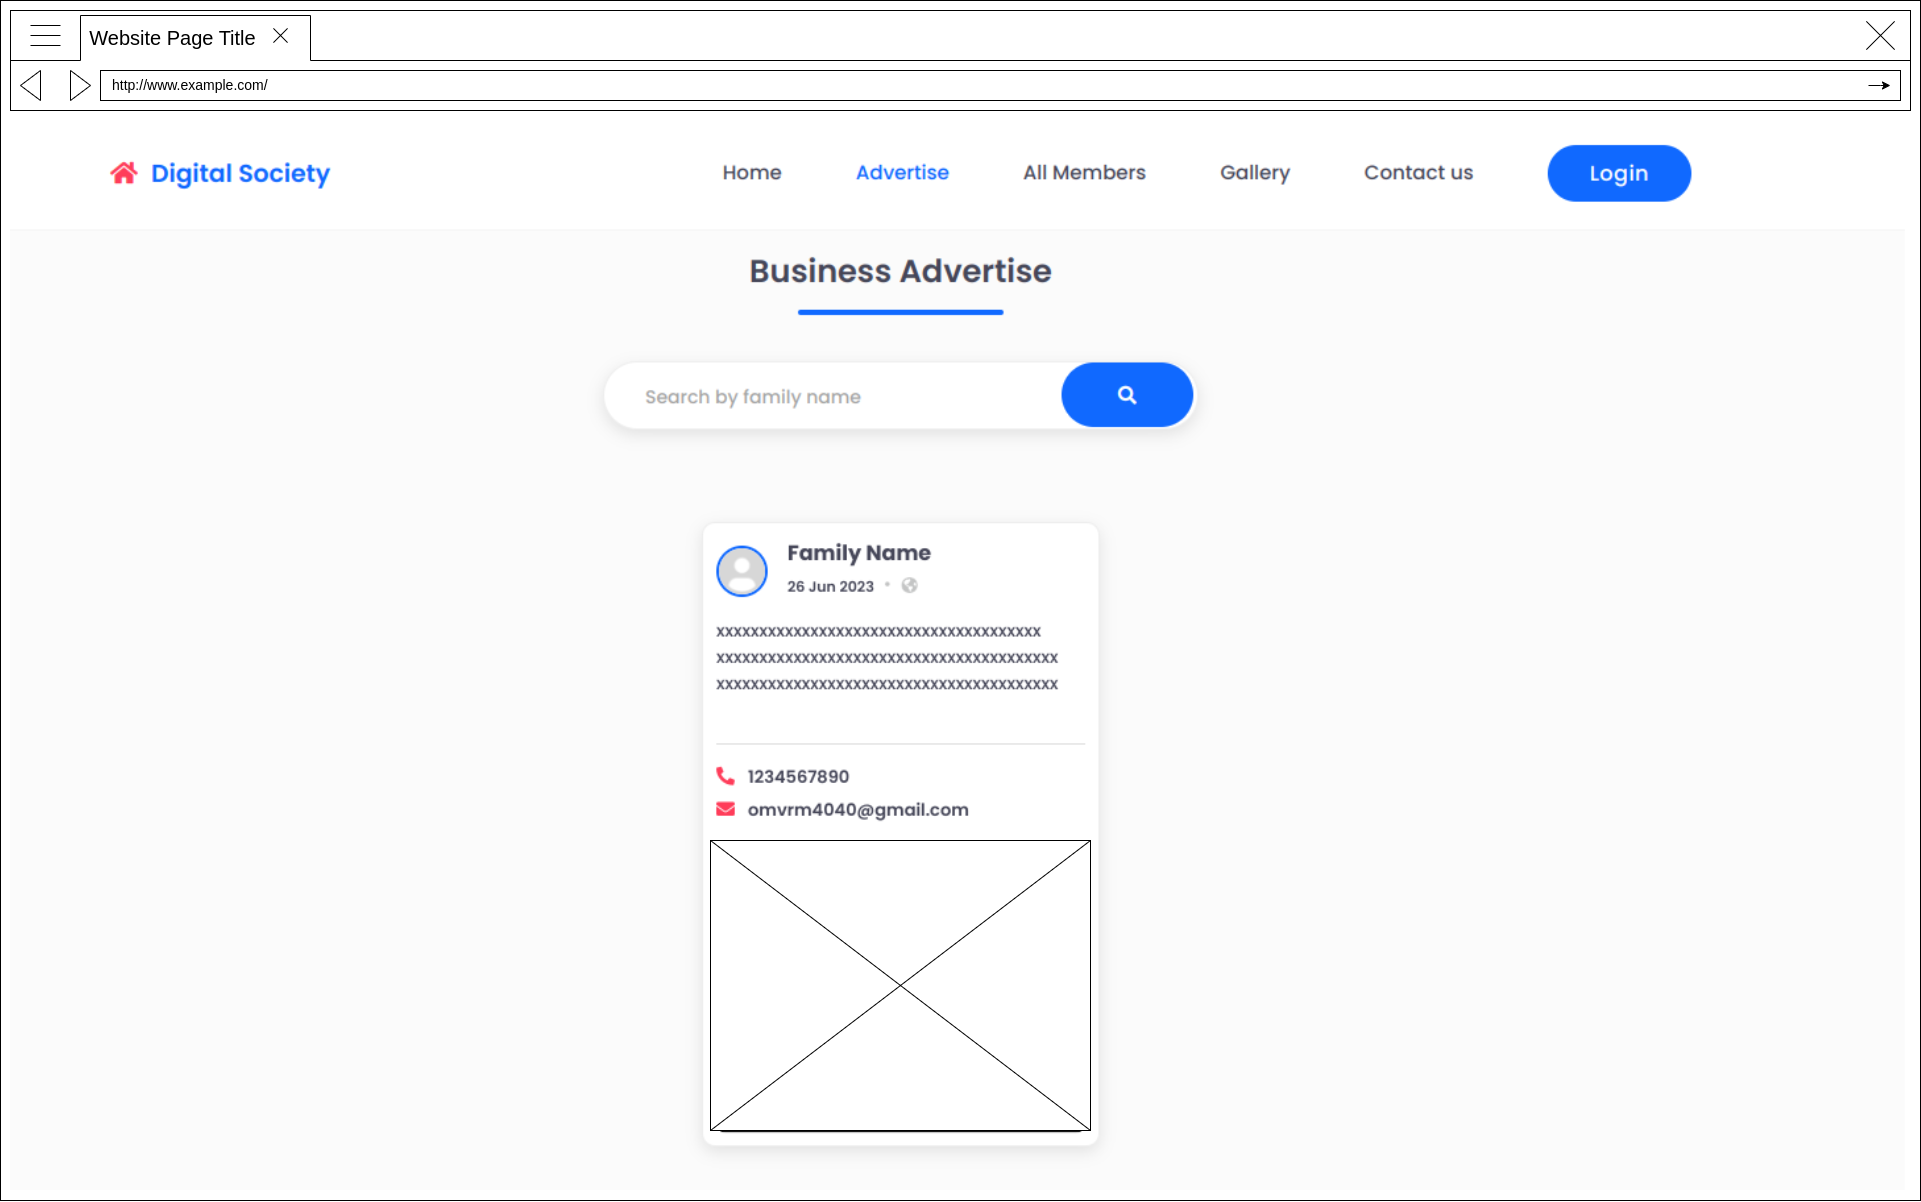 Website Page Title
http://www.example.com/
Digital Society
Home Advertise All Members Gallery Contact us Login
Business Advertise
Search by family name
Family Name
26 Jun 2023
xxxxxxxxxxxxxxxxxxxxxxxxxxxxxxxxxxxxxx
xxxxxxxxxxxxxxxxxxxxxxxxxxxxxxxxxxxxxxxx
xxxxxxxxxxxxxxxxxxxxxxxxxxxxxxxxxxxxxxxx
1234567890
omvrm4040@gmail.com